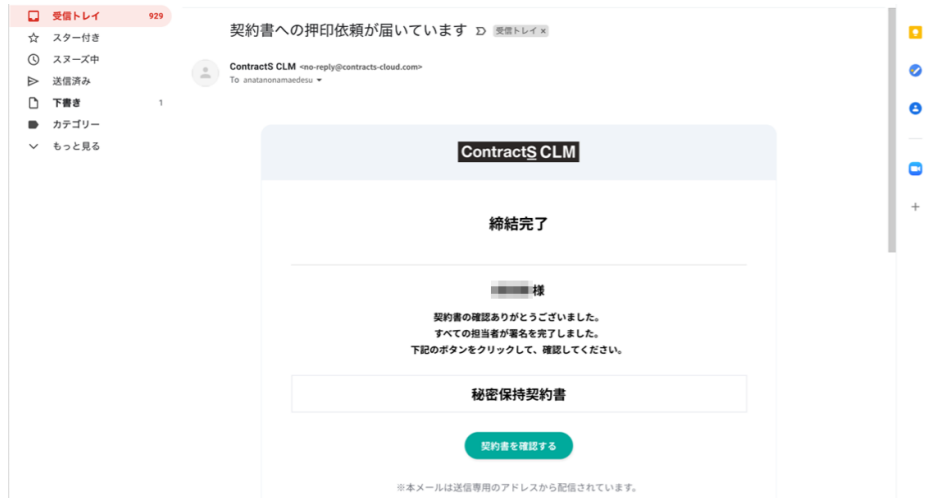 受信トレイ 929
スター付き
スヌーズ中
送信済み
下書き 1
カテゴリー
もっと見る
契約書への押印依頼が届いています 受信トレイ ×
ContractS CLM <no-reply@contracts-cloud.com>
To anatanonamaedesu
ContractS CLM
締結完了
様
契約書の確認ありがとうございました。
すべての担当者が署名を完了しました。
下記のボタンをクリックして、確認してください。
秘密保持契約書
契約書を確認する
※本メールは送信専用のアドレスから配信されています。